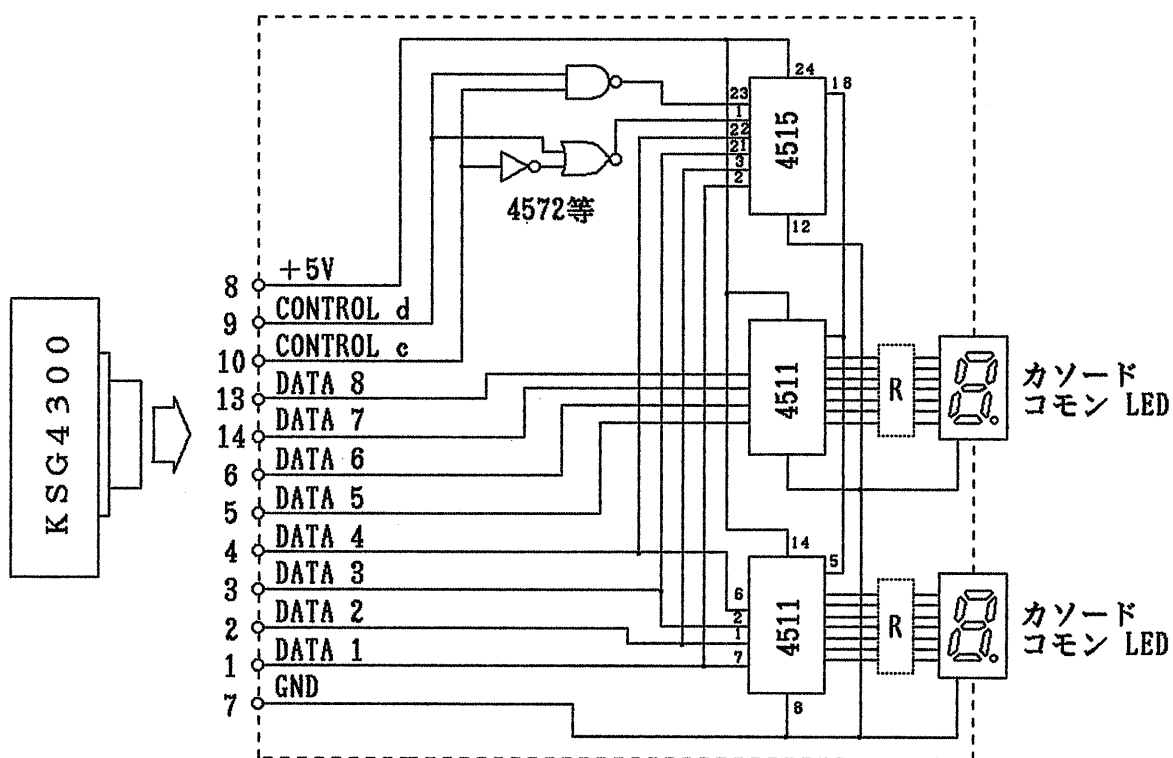 KSG4300
8 +5V
9 CONTROL d
10 CONTROL c
13 DATA 8
14 DATA 7
6 DATA 6
5 DATA 5
4 DATA 4
3 DATA 3
2 DATA 2
1 DATA 1
7 GND
4572等
24
18
23
1
22
21
3
2
4515
12
4511
R
カソード
コモン LED
14
5
6
2
1
7
4511
8
R
カソード
コモン LED